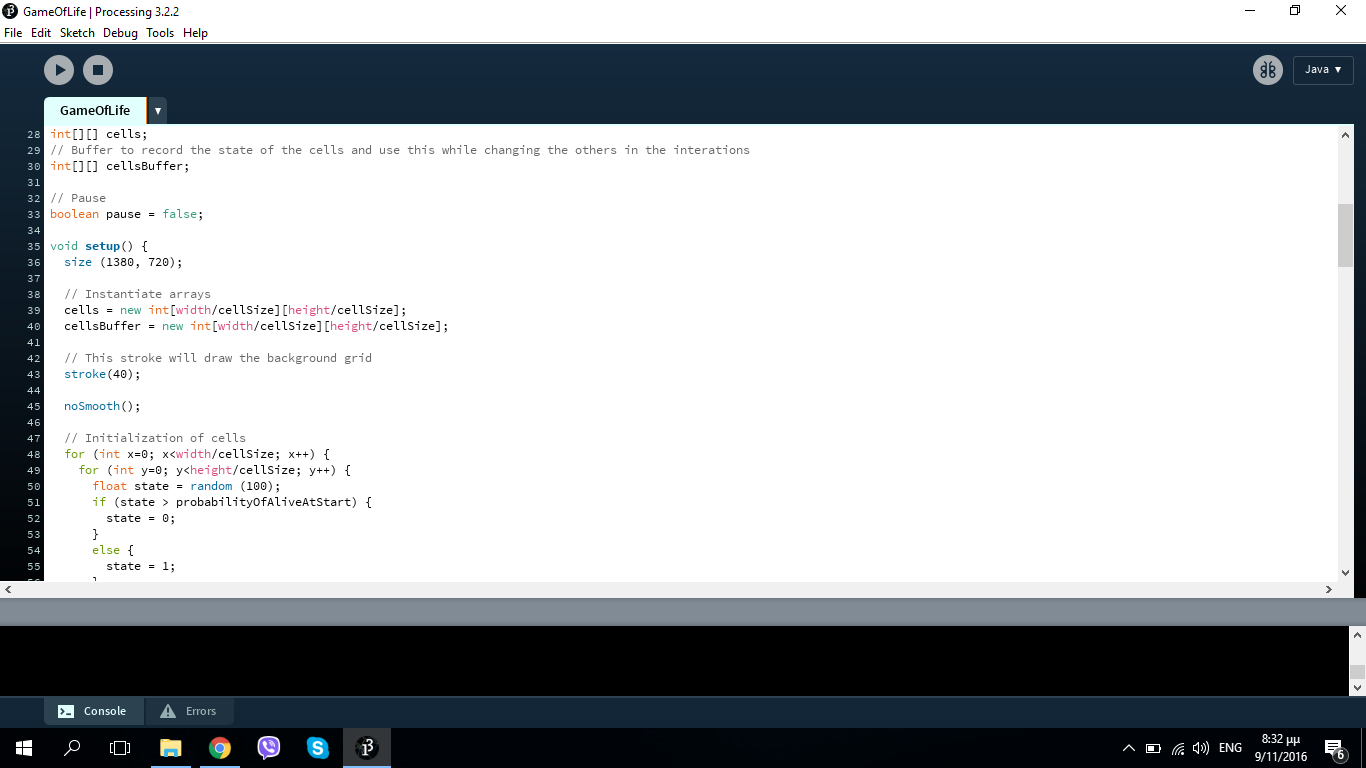 GameOfLife | Processing 3.2.2
File Edit Sketch Debug Tools Help
Java ▼
GameOfLife ▼
28 int[][] cells;
29 // Buffer to record the state of the cells and use this while changing the others in the interations
30 int[][] cellsBuffer;
31
32 // Pause
33 boolean pause = false;
34
35 void setup() {
36   size (1380, 720);
37
38   // Instantiate arrays
39   cells = new int[width/cellSize][height/cellSize];
40   cellsBuffer = new int[width/cellSize][height/cellSize];
41
42   // This stroke will draw the background grid
43   stroke(40);
44
45   noSmooth();
46
47   // Initialization of cells
48   for (int x=0; x<width/cellSize; x++) {
49     for (int y=0; y<height/cellSize; y++) {
50       float state = random (100);
51       if (state > probabilityOfAliveAtStart) {
52         state = 0;
53       }
54       else {
55         state = 1;
56       }
Console Errors
ENG
8:32 μμ
9/11/2016
6